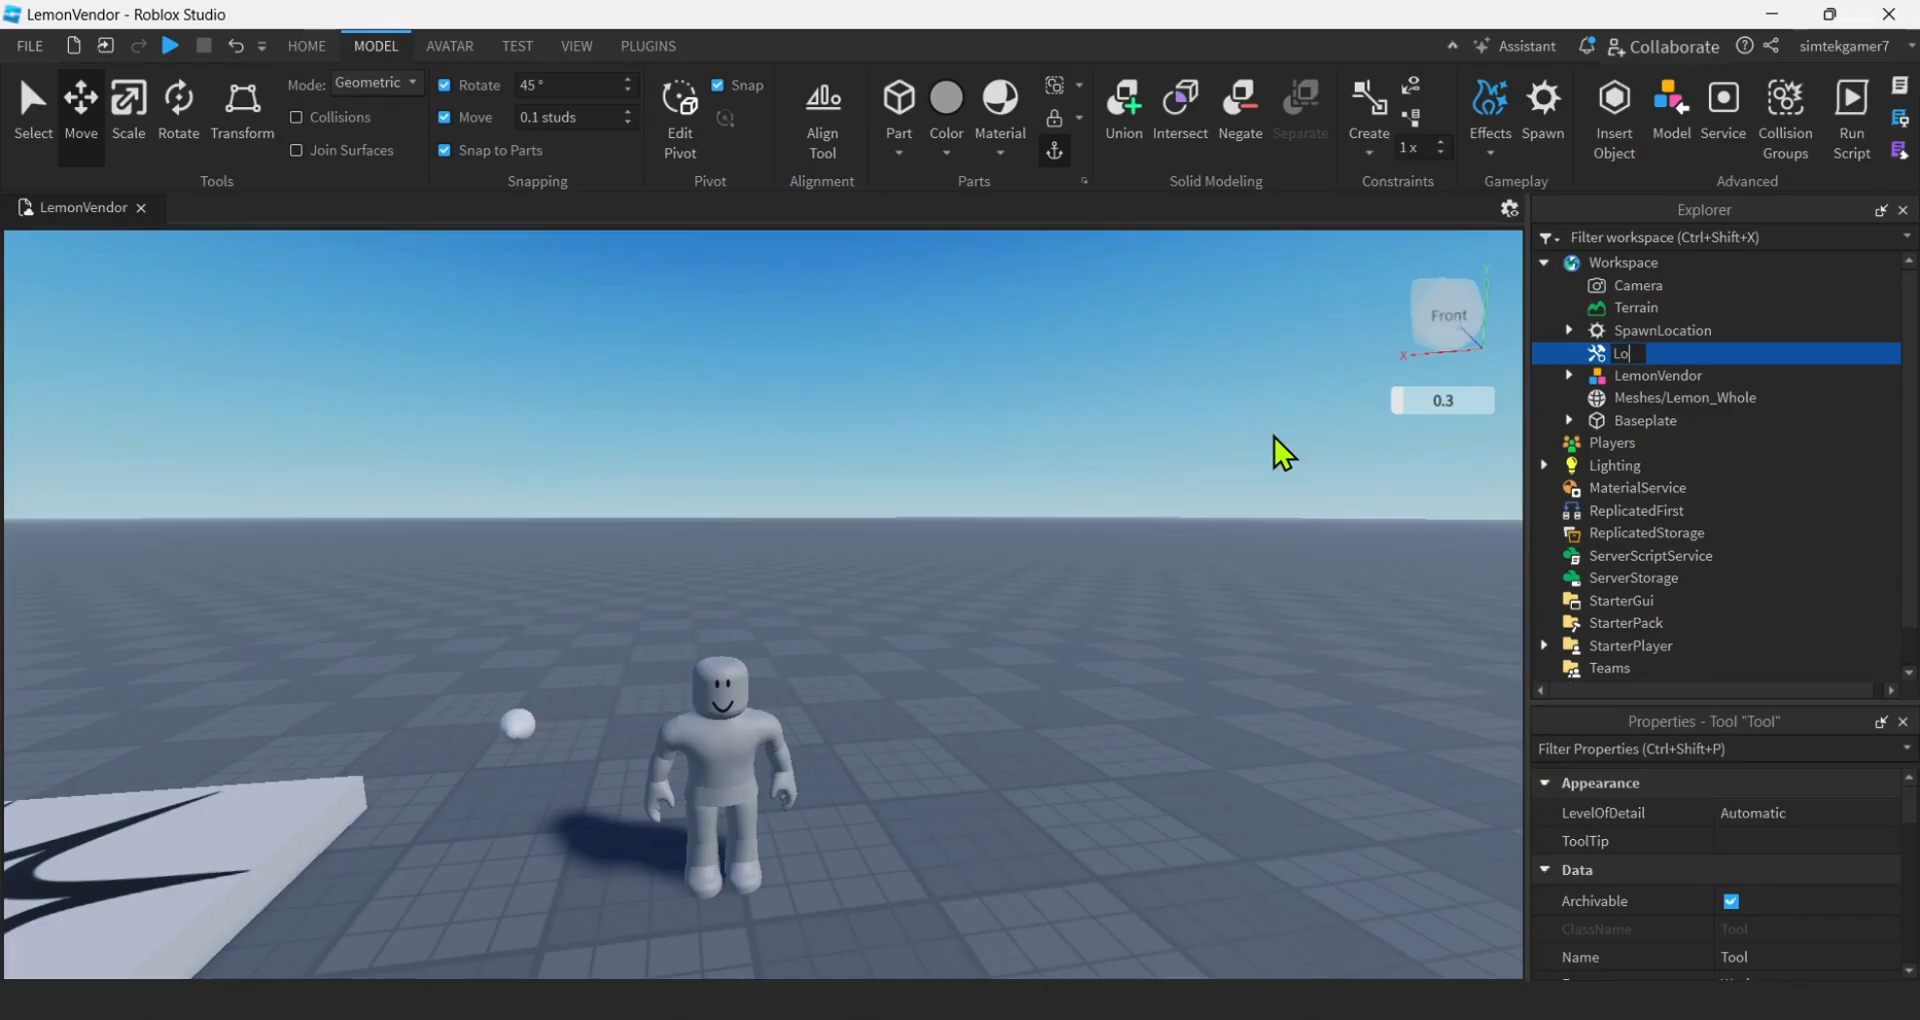 LemonVendor - Roblox Studio
FILE HOME MODEL AVATAR TEST VIEW PLUGINS Assistant Collaborate simtekgamer7
Select Move Scale Rotate Transform
Mode: Geometric
Collisions
Join Surfaces
Tools
Rotate 45 °
Move 0.1 studs
Snap to Parts
Snapping
Edit
Pivot
Snap
Pivot
Align
Tool
Alignment
Part Color Material
Parts
Union Intersect Negate Separate
Solid Modeling
Create 1 x
Constraints
Effects Spawn
Gameplay
Insert
Object
Model Service
Collision
Groups
Run
Script
Advanced
LemonVendor
Front
X
Y
0.3
Explorer
Filter workspace (Ctrl+Shift+X)
Workspace
Camera
Terrain
SpawnLocation
Lo
LemonVendor
Meshes/Lemon_Whole
Baseplate
Players
Lighting
MaterialService
ReplicatedFirst
ReplicatedStorage
ServerScriptService
ServerStorage
StarterGui
StarterPack
StarterPlayer
Teams
Properties - Tool "Tool"
Filter Properties (Ctrl+Shift+P)
Appearance
LevelOfDetail Automatic
ToolTip
Data
Archivable
ClassName Tool
Name Tool